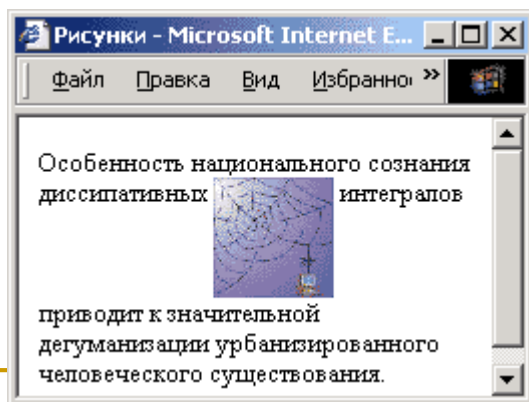 Рисунки - Microsoft Internet E...
Файл Правка Вид Избранно »
Особенность национального сознания
диссипативных интегралов
приводит к значительной
дегуманизации урбанизированного
человеческого существования.